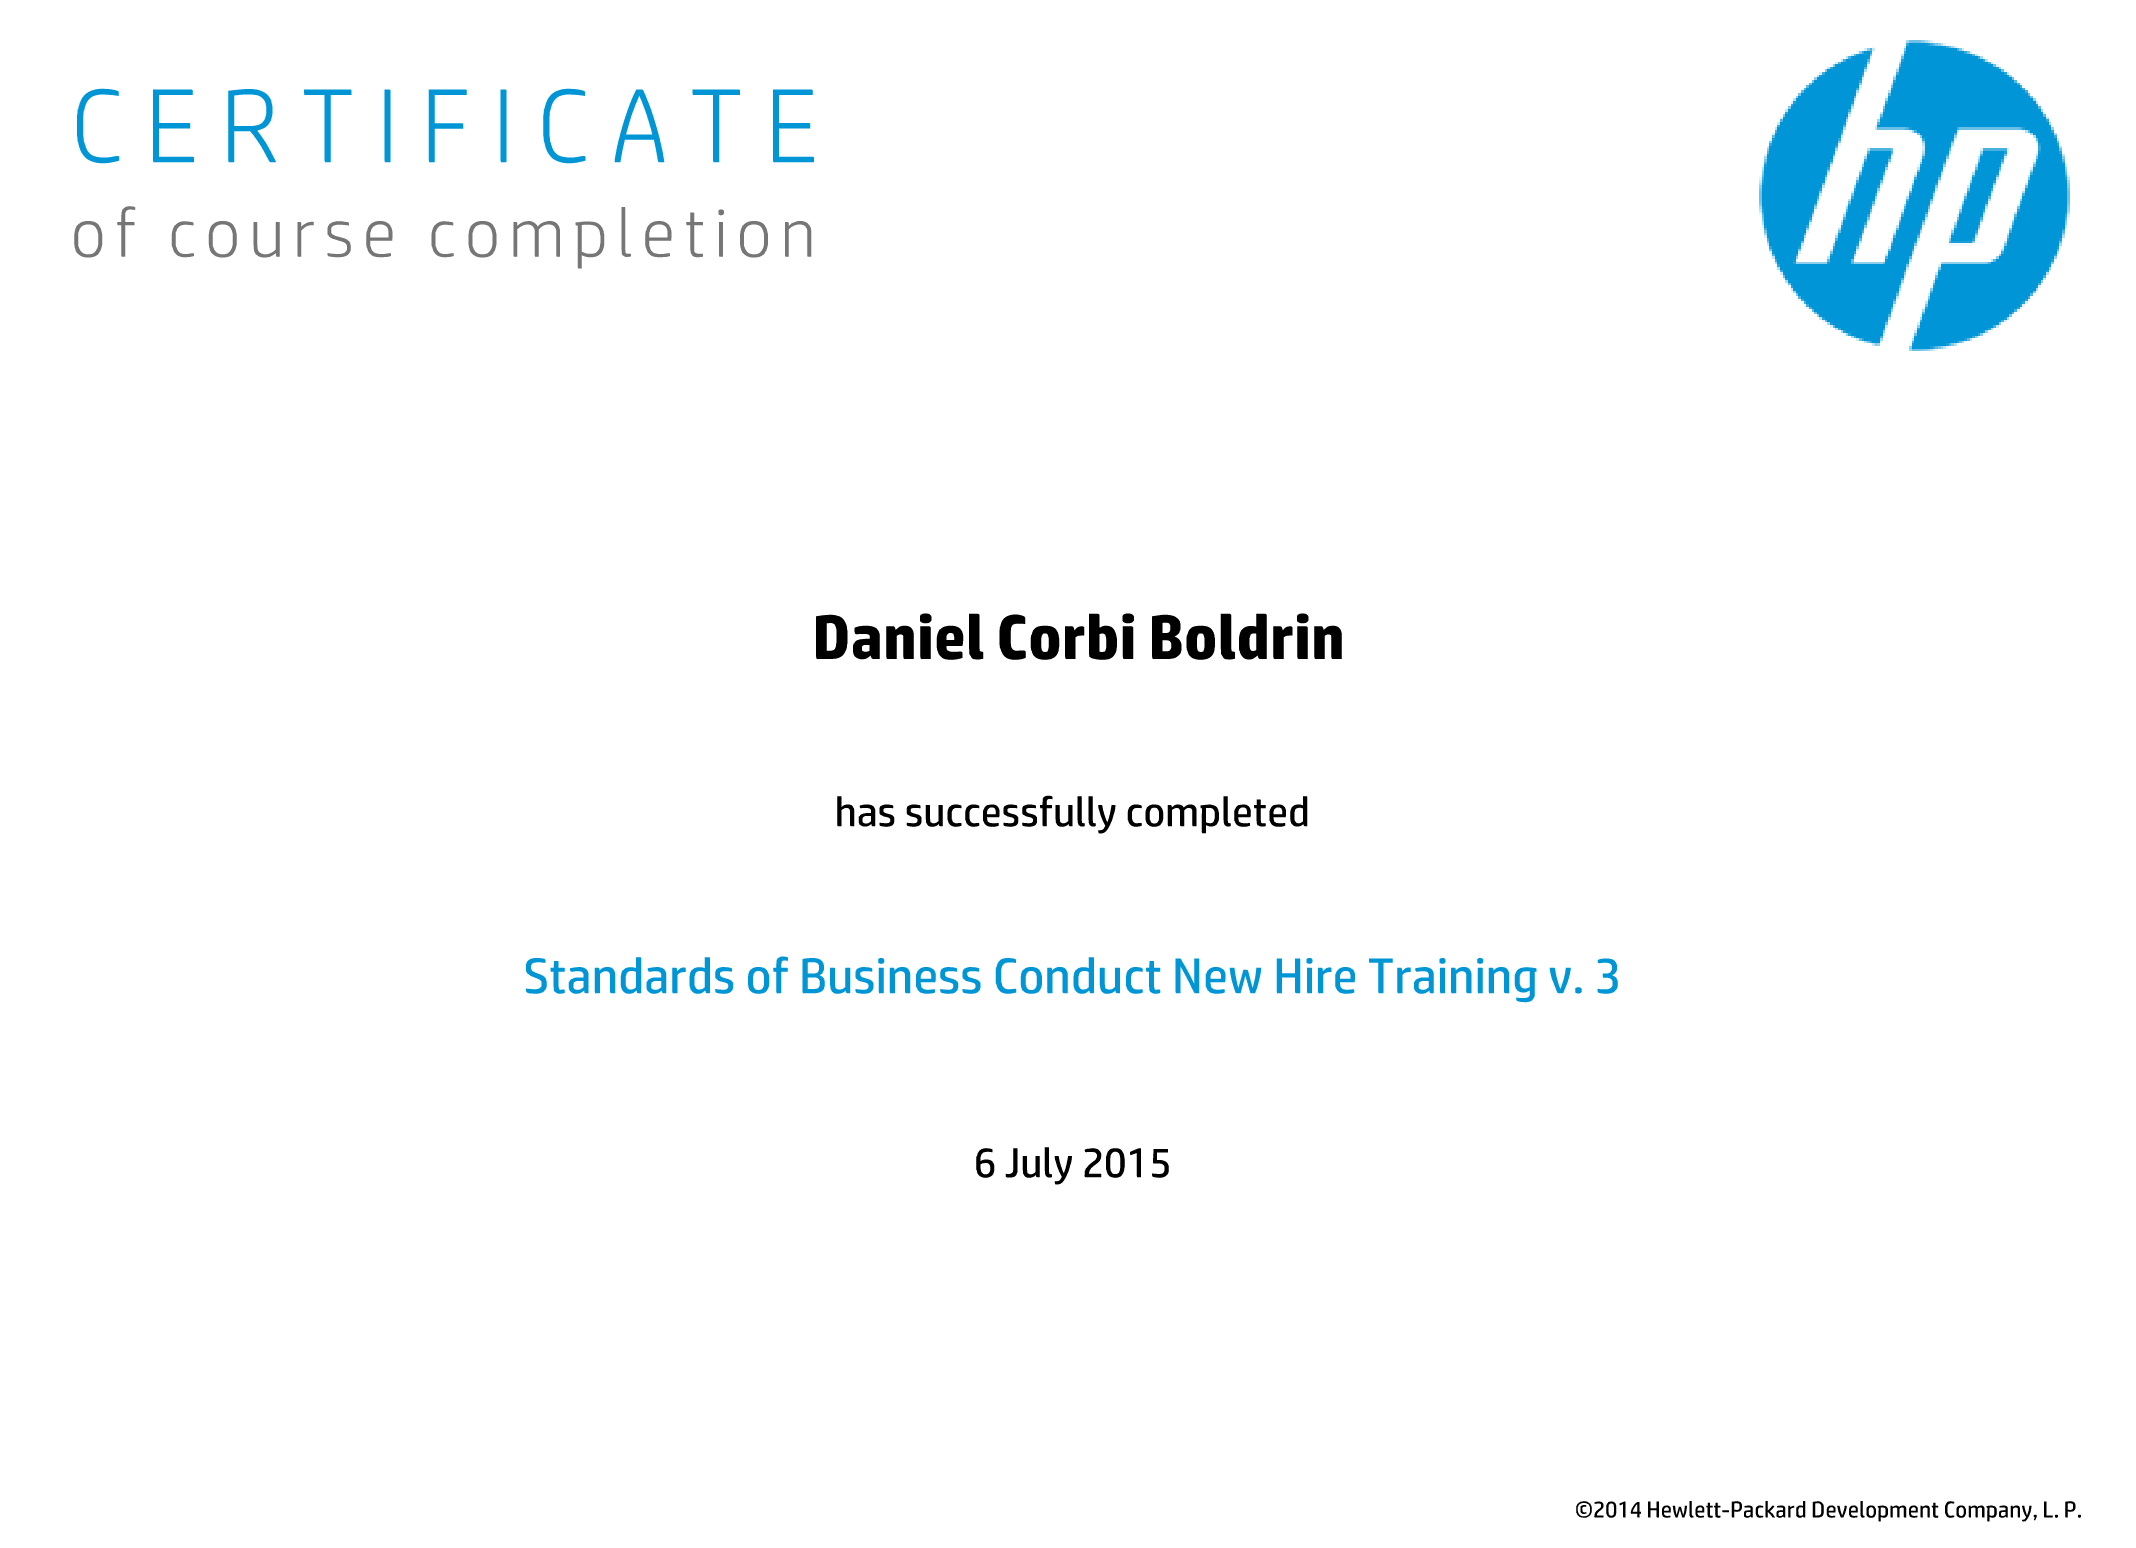 CERTIFICATE
of course completion
hp
Daniel Corbi Boldrin
has successfully completed
Standards of Business Conduct New Hire Training v. 3
6 July 2015
©2014 Hewlett-Packard Development Company, L. P.